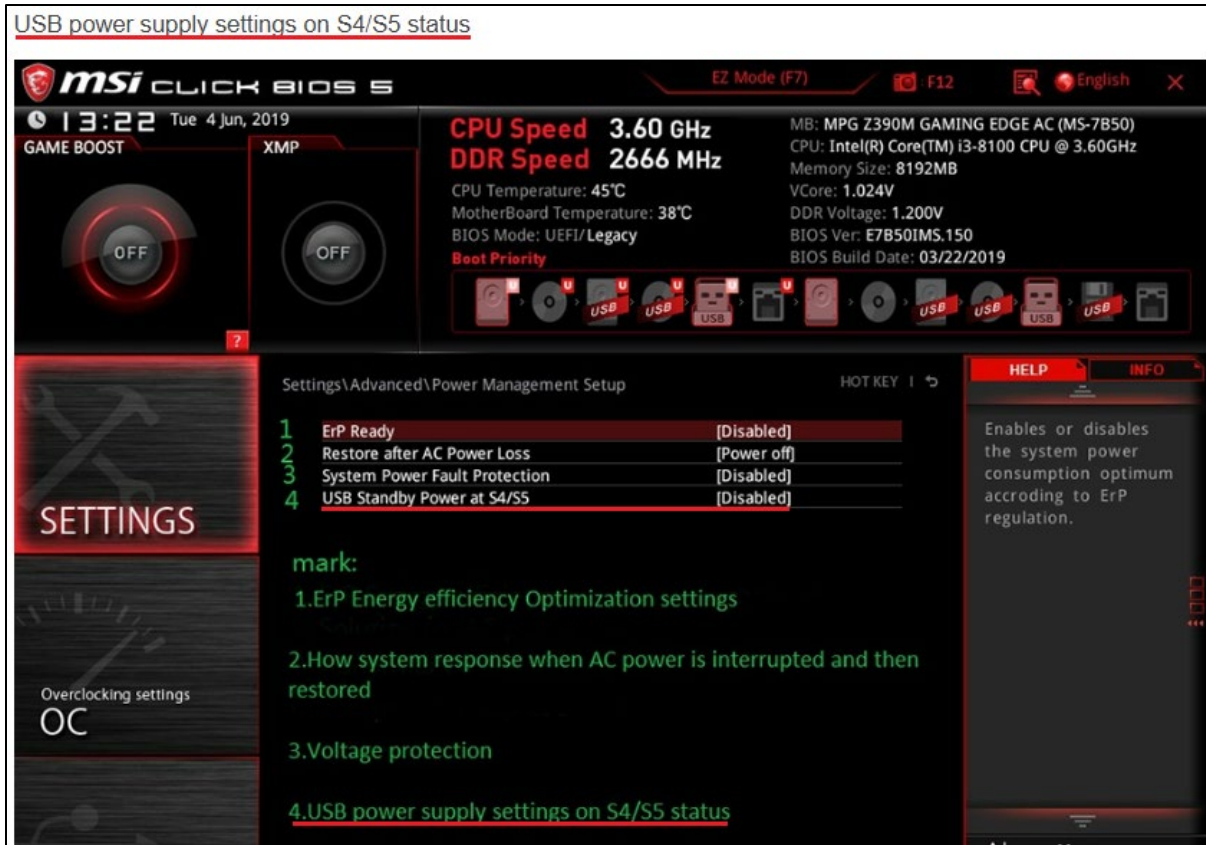 USB power supply settings on S4/S5 status
msi CLICK BIOS 5
EZ Mode (F7)
F12
English
X
13:22 Tue 4 Jun, 2019
GAME BOOST
XMP
OFF
OFF
?
CPU Speed 3.60 GHz
DDR Speed 2666 MHz
CPU Temperature: 45℃
MotherBoard Temperature: 38℃
BIOS Mode: UEFI/Legacy
Boot Priority
MB: MPG Z390M GAMING EDGE AC (MS-7B50)
CPU: Intel(R) Core(TM) i3-8100 CPU @ 3.60GHz
Memory Size: 8192MB
VCore: 1.024V
DDR Voltage: 1.200V
BIOS Ver: E7B50IMS.150
BIOS Build Date: 03/22/2019
U U U U U U
USB USB USB USB USB USB USB
SETTINGS
Overclocking settings
OC
Settings\Advanced\Power Management Setup
HOT KEY |
1 ErP Ready [Disabled]
2 Restore after AC Power Loss [Power off]
3 System Power Fault Protection [Disabled]
4 USB Standby Power at S4/S5 [Disabled]
mark:
1.ErP Energy efficiency Optimization settings
2.How system response when AC power is interrupted and then
restored
3.Voltage protection
4.USB power supply settings on S4/S5 status
HELP
INFO
Enables or disables
the system power
consumption optimum
accroding to ErP
regulation.